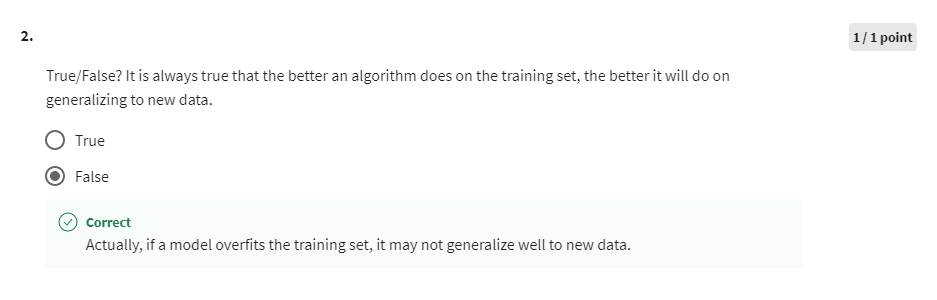 2.
1 / 1 point
True/False? It is always true that the better an algorithm does on the training set, the better it will do on
generalizing to new data.
True
False
Correct
Actually, if a model overfits the training set, it may not generalize well to new data.